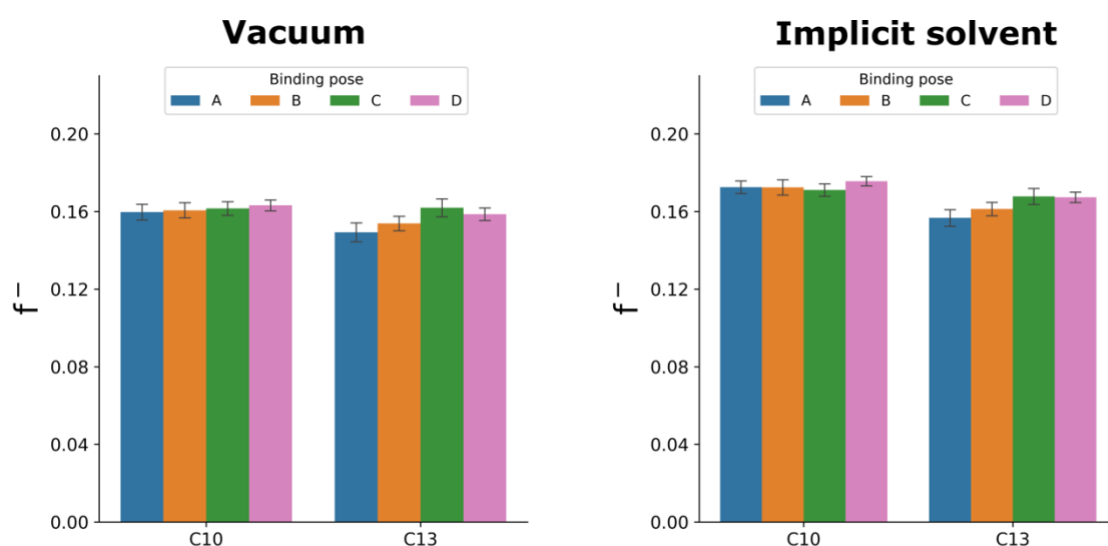 Vacuum
Binding pose
A B C D
f⁻
0.20
0.16
0.12
0.08
0.04
0.00
C10 C13
Implicit solvent
Binding pose
A B C D
f⁻
0.20
0.16
0.12
0.08
0.04
0.00
C10 C13